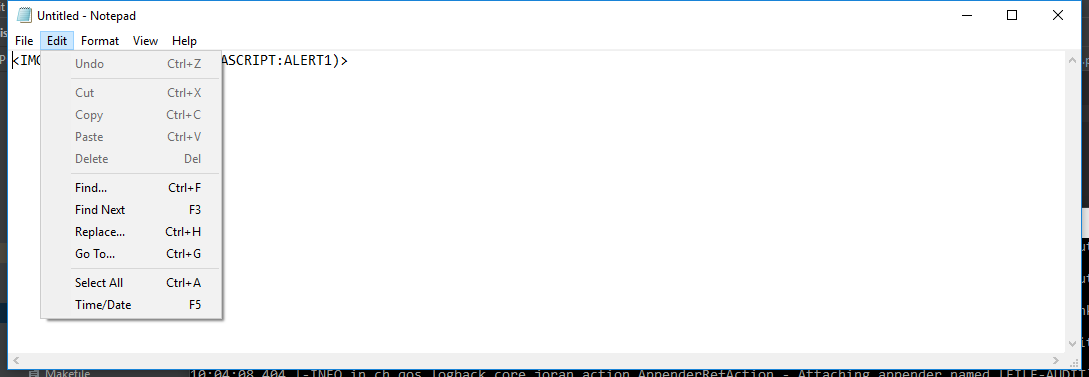 Untitled - Notepad
File Edit Format View Help
<IM ASCRIPT:ALERT1)>
Undo Ctrl+Z
Cut Ctrl+X
Copy Ctrl+C
Paste Ctrl+V
Delete Del
Find... Ctrl+F
Find Next F3
Replace... Ctrl+H
Go To... Ctrl+G
Select All Ctrl+A
Time/Date F5
Makefile 10:04:08,404 |-INFO in ch.qos.logback.core.joran.action.AppenderRefAction - Attaching appender named [FILE-AUDIT